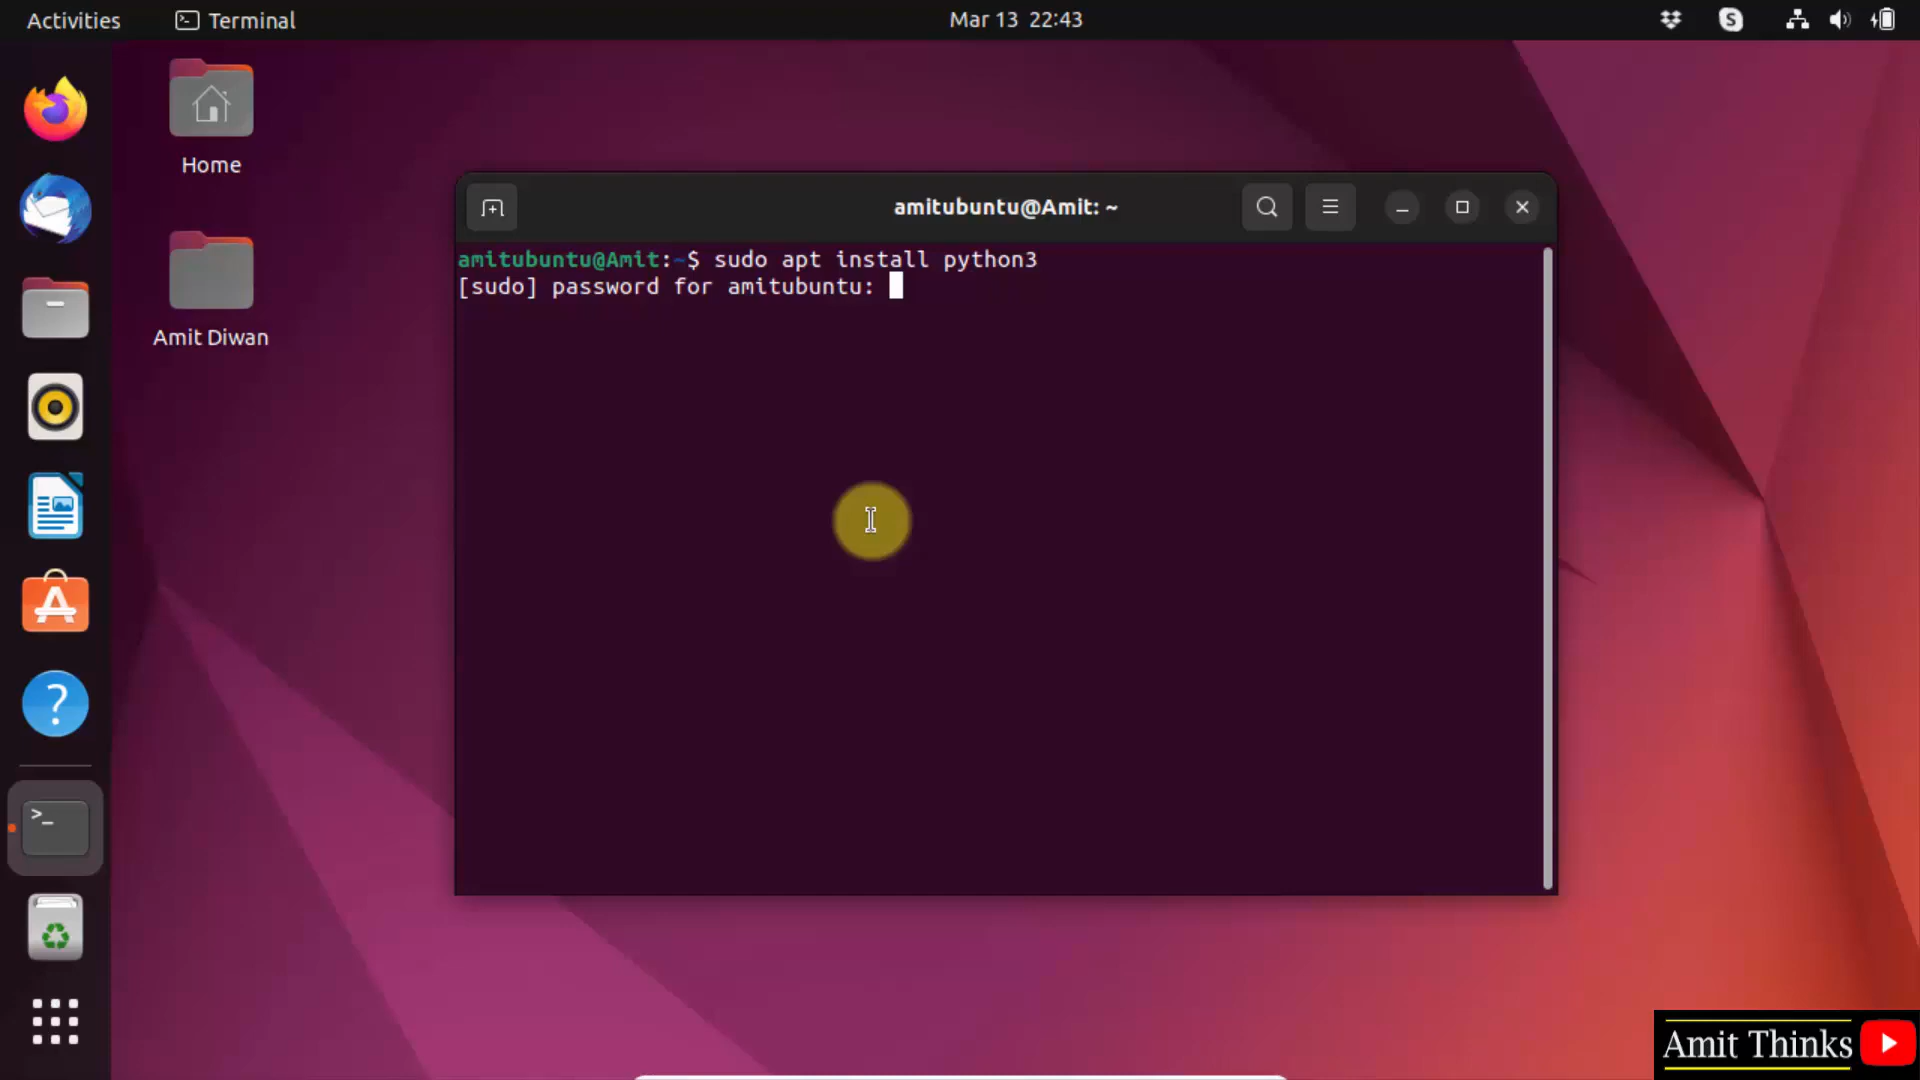 Activities
Terminal
Mar 13 22:43
Home
Amit Diwan
amitubuntu@Amit: ~
amitubuntu@Amit:~$ sudo apt install python3
[sudo] password for amitubuntu:
Amit Thinks